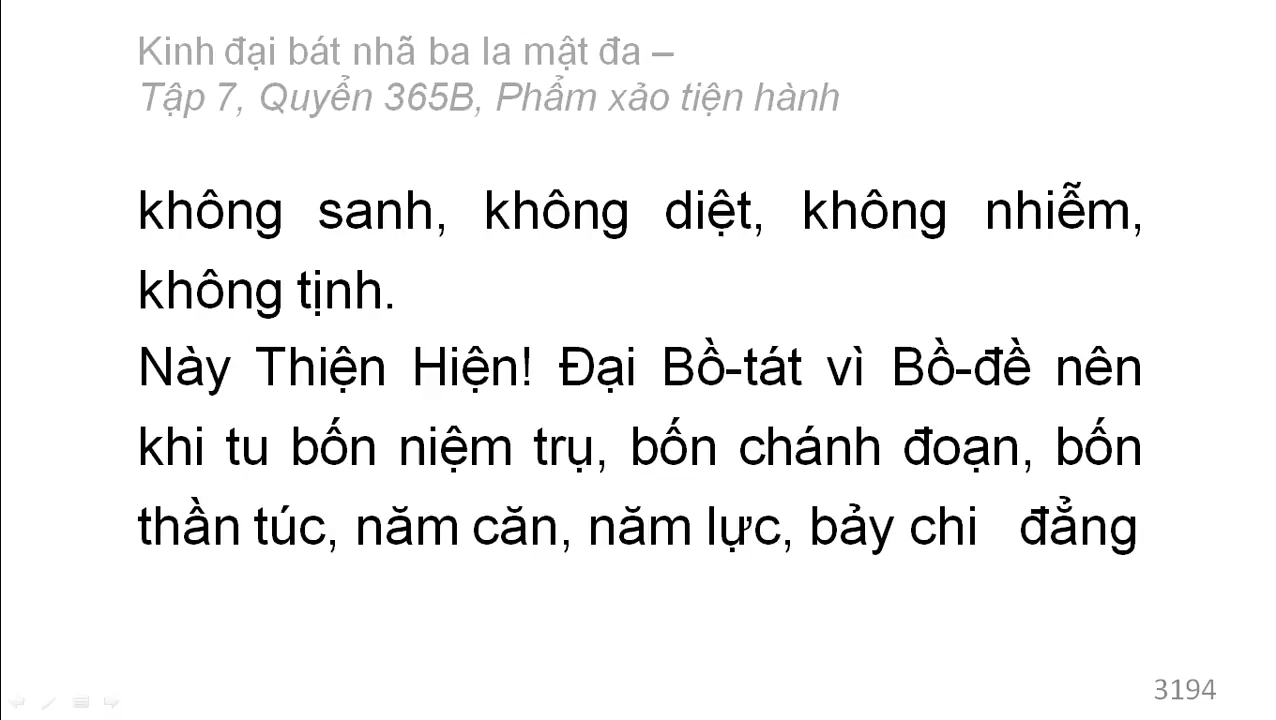 Kinh đại bát nhã ba la mật đa –
Tập 7, Quyển 365B, Phẩm xảo tiện hành
không sanh, không diệt, không nhiễm,
không tịnh.
Này Thiện Hiện! Đại Bồ-tát vì Bồ-đề nên
khi tu bốn niệm trụ, bốn chánh đoạn, bốn
thần túc, năm căn, năm lực, bảy chi đẳng
3194